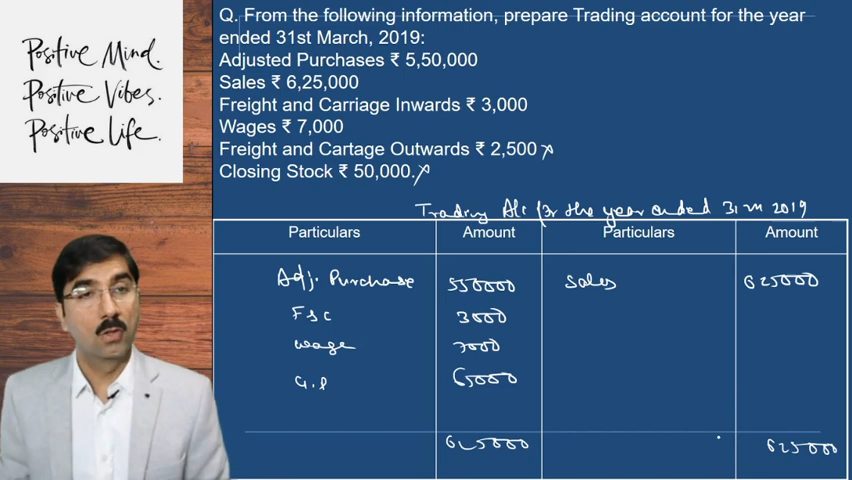 Positive Mind.
Positive Vibes.
Positive Life.
Q. From the following information, prepare Trading account for the year
ended 31st March, 2019:
Adjusted Purchases ₹ 5,50,000
Sales ₹ 6,25,000
Freight and Carriage Inwards ₹ 3,000
Wages ₹ 7,000
Freight and Cartage Outwards ₹ 2,500 x
Closing Stock ₹ 50,000. x
Trading A/c for the year ended 31 2019
Particulars Amount Particulars Amount
Adj. Purchase 550000 Sales 625000
F&C 3000
wage 7000
G.P 65000
625000 625000